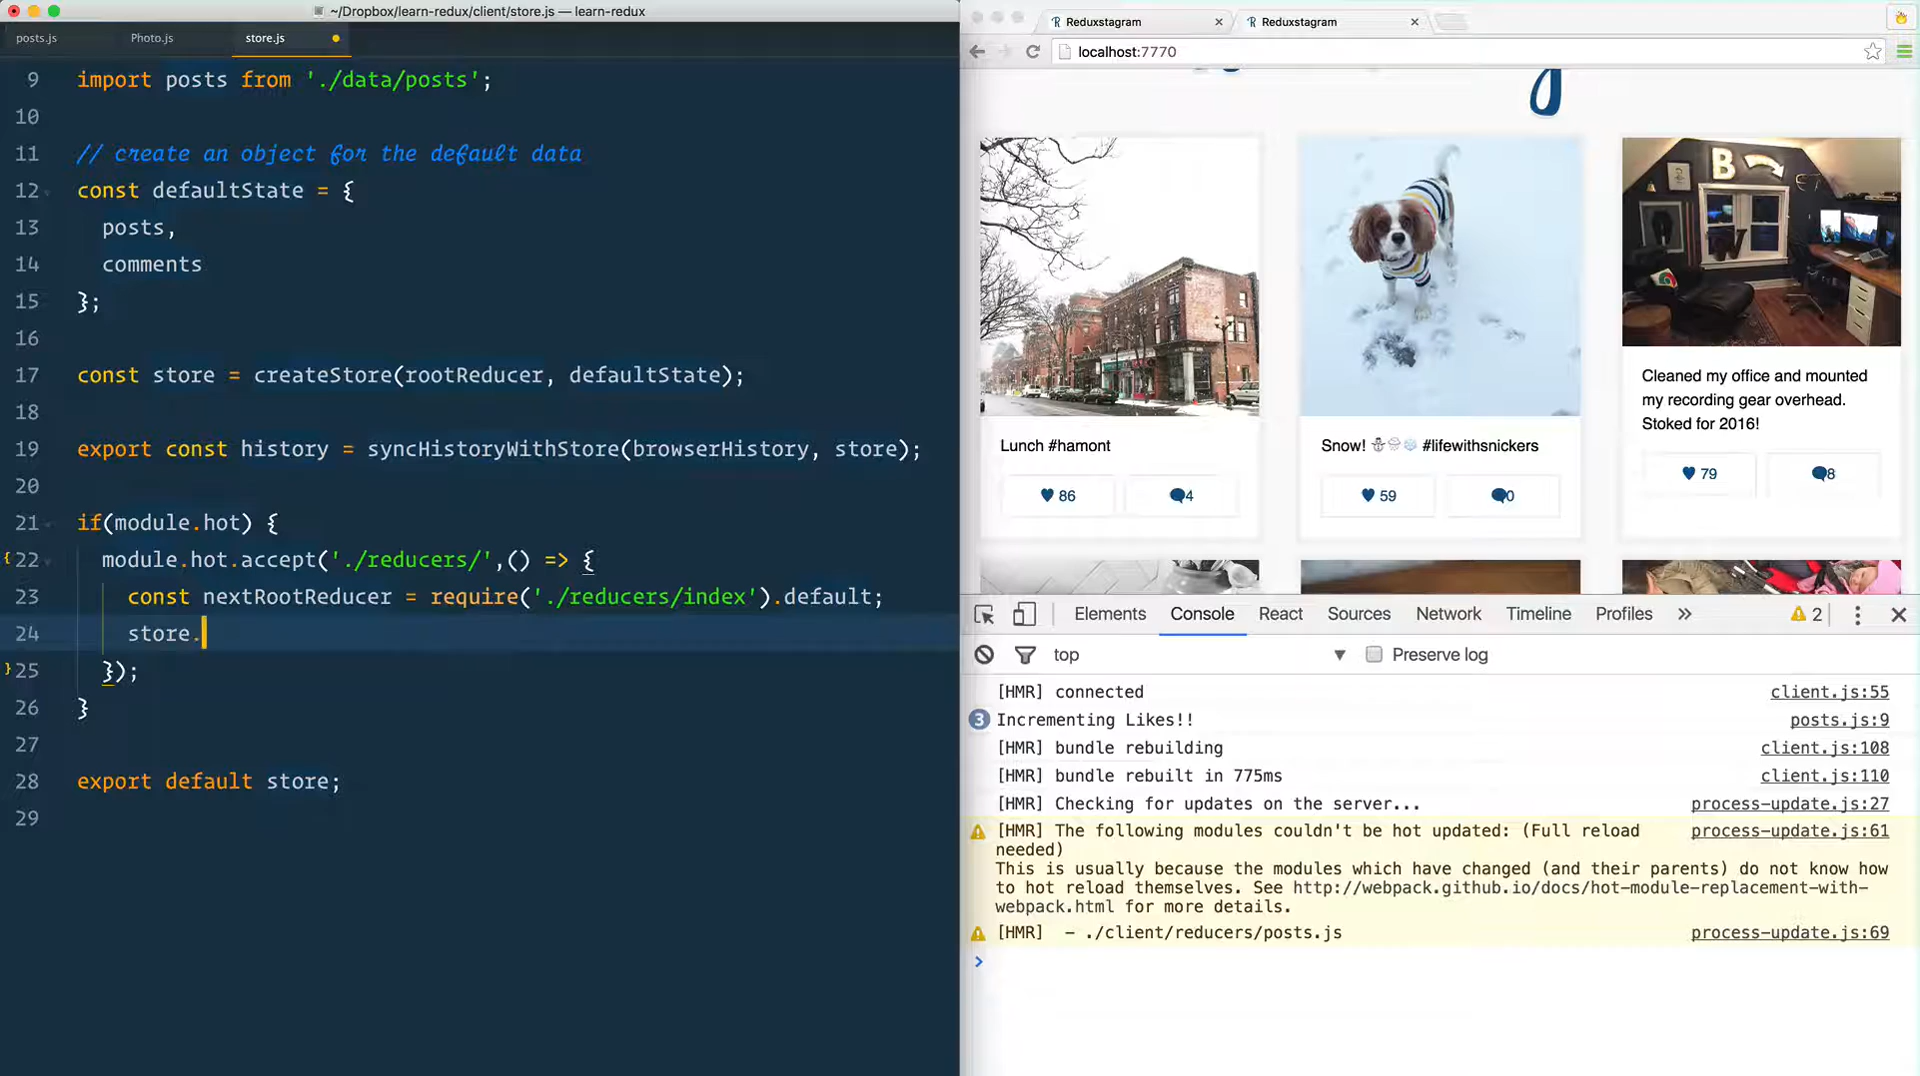 ~/Dropbox/learn-redux/client/store.js — learn-redux
posts.js
Photo.js
store.js
9 import posts from './data/posts';
10
11 // create an object for the default data
12 const defaultState = {
13 posts,
14 comments
15 };
16
17 const store = createStore(rootReducer, defaultState);
18
19 export const history = syncHistoryWithStore(browserHistory, store);
20
21 if(module.hot) {
22 module.hot.accept('./reducers/',() => {
23 const nextRootReducer = require('./reducers/index').default;
24 store.
25 });
26 }
27
28 export default store;
29
Reduxstagram
Reduxstagram
localhost:7770
B
Lunch #hamont
86
4
Snow! ☃🌨❄ #lifewithsnickers
59
0
Cleaned my office and mounted
my recording gear overhead.
Stoked for 2016!
79
8
Elements Console React Sources Network Timeline Profiles » 2
top Preserve log
[HMR] connected client.js:55
3 Incrementing Likes!! posts.js:9
[HMR] bundle rebuilding client.js:108
[HMR] bundle rebuilt in 775ms client.js:110
[HMR] Checking for updates on the server... process-update.js:27
[HMR] The following modules couldn't be hot updated: (Full reload process-update.js:61
needed)
This is usually because the modules which have changed (and their parents) do not know how
to hot reload themselves. See http://webpack.github.io/docs/hot-module-replacement-with-
webpack.html for more details.
[HMR] - ./client/reducers/posts.js process-update.js:69
>